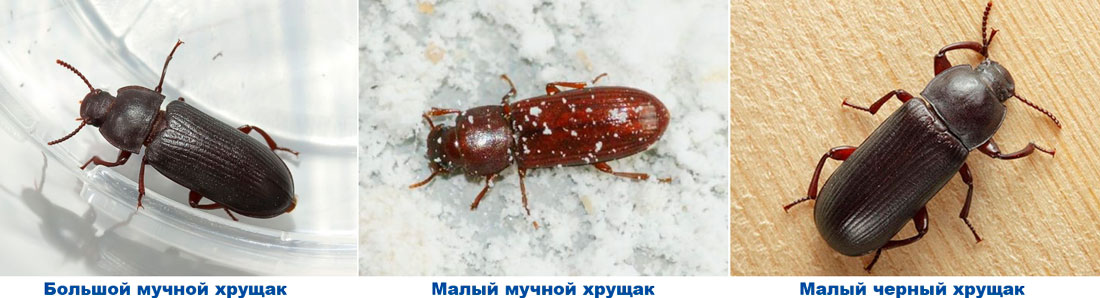 Большой мучной хрущак
Малый мучной хрущак
Малый черный хрущак